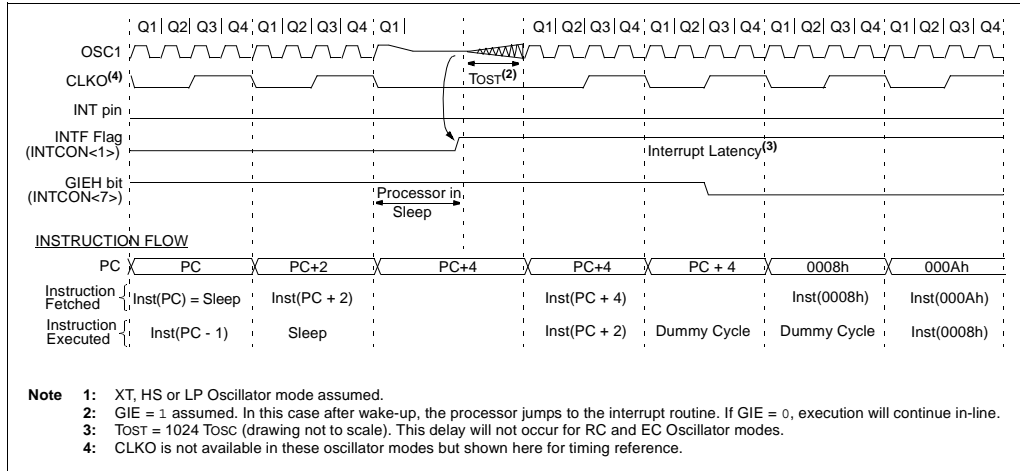 Q1 Q2 Q3 Q4 Q1 Q2 Q3 Q4 Q1 Q1 Q2 Q3 Q4 Q1 Q2 Q3 Q4 Q1 Q2 Q3 Q4 Q1 Q2 Q3 Q4
OSC1
CLKO(4)
TOST(2)
INT pin
INTF Flag
(INTCON<1>)
Interrupt Latency(3)
GIEH bit
(INTCON<7>)
Processor in
Sleep
INSTRUCTION FLOW
PC PC PC+2 PC+4 PC+4 PC + 4 0008h 000Ah
Instruction
Fetched
Inst(PC) = Sleep Inst(PC + 2) Inst(PC + 4) Inst(0008h) Inst(000Ah)
Instruction
Executed
Inst(PC - 1) Sleep Inst(PC + 2) Dummy Cycle Dummy Cycle Inst(0008h)
Note 1: XT, HS or LP Oscillator mode assumed.
2: GIE = 1 assumed. In this case after wake-up, the processor jumps to the interrupt routine. If GIE = 0, execution will continue in-line.
3: TOST = 1024 TOSC (drawing not to scale). This delay will not occur for RC and EC Oscillator modes.
4: CLKO is not available in these oscillator modes but shown here for timing reference.